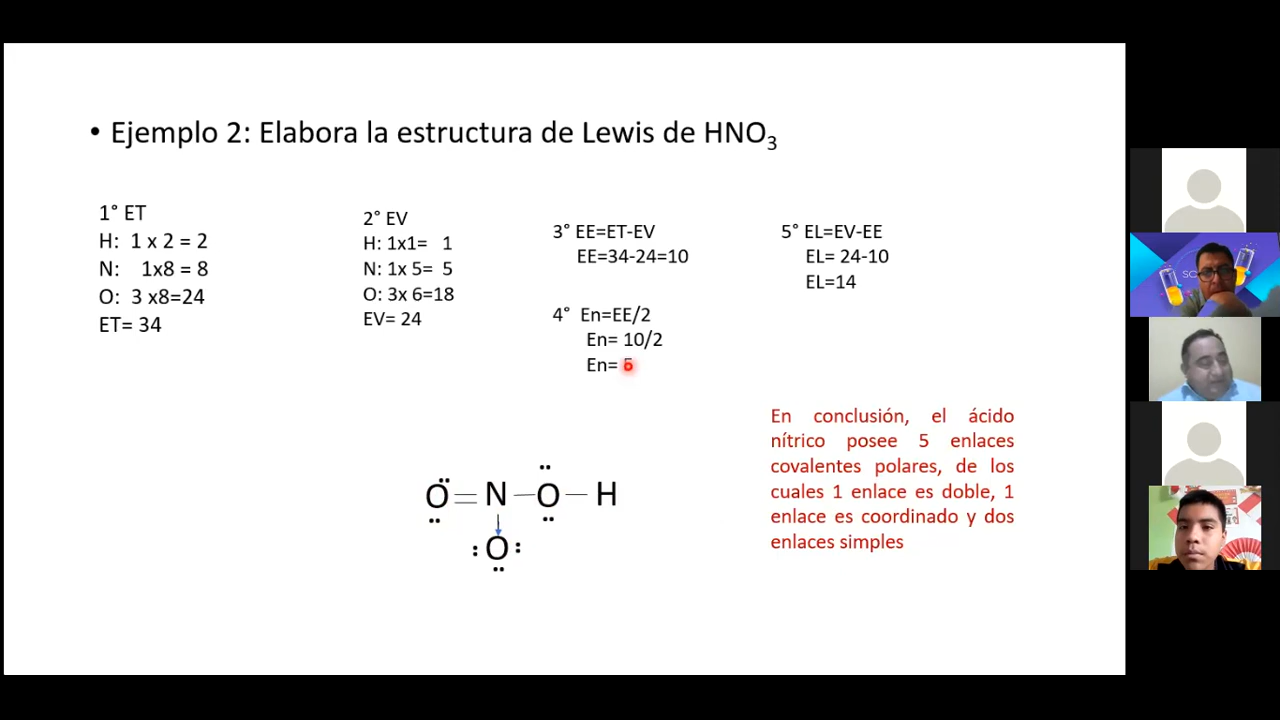 • Ejemplo 2: Elabora la estructura de Lewis de HNO₃
1° ET
H: 1 x 2 = 2
N: 1x8 = 8
O: 3 x8=24
ET= 34
2° EV
H: 1x1= 1
N: 1x 5= 5
O: 3x 6=18
EV= 24
3° EE=ET-EV
EE=34-24=10
4° En=EE/2
En= 10/2
En= 5
5° EL=EV-EE
EL= 24-10
EL=14
O = N – O – H
O
En conclusión, el ácido
nítrico posee 5 enlaces
covalentes polares, de los
cuales 1 enlace es doble, 1
enlace es coordinado y dos
enlaces simples
SC